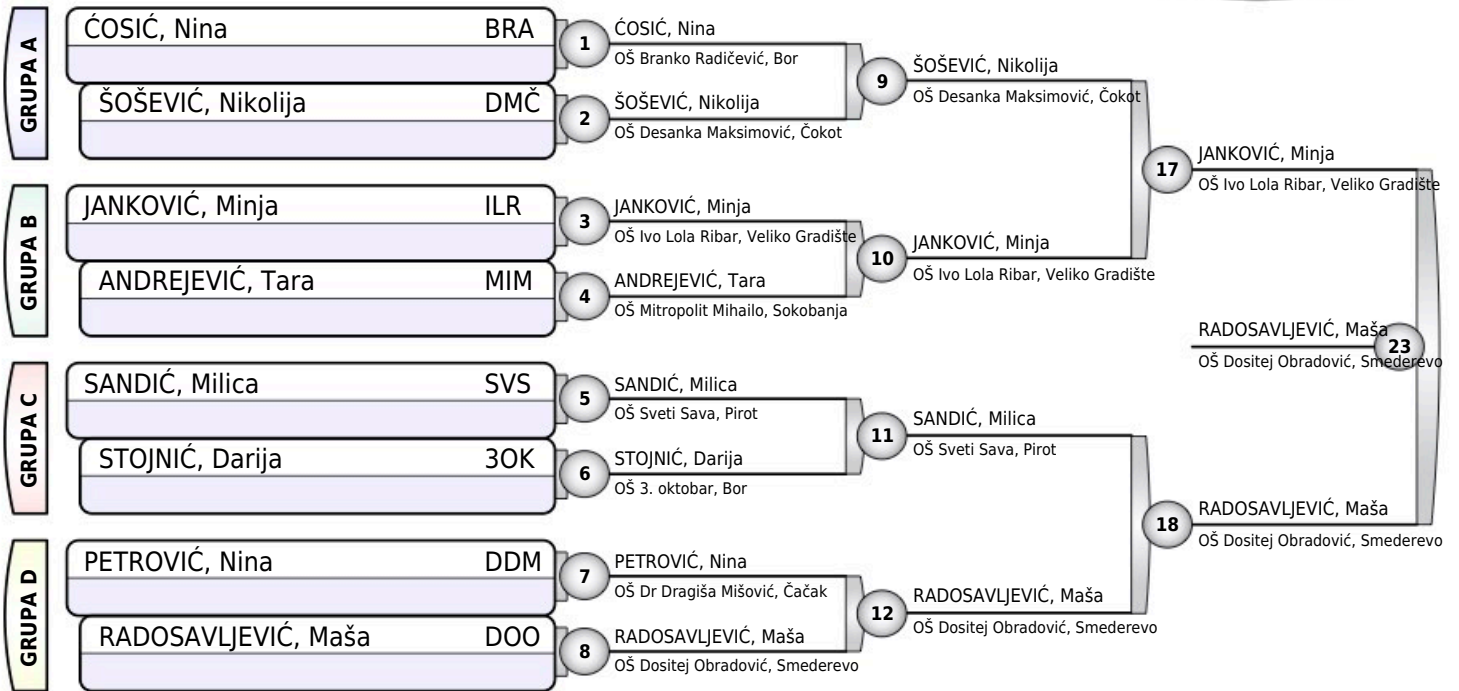 GRUPA A
ĆOSIĆ, Nina BRA
ŠOŠEVIĆ, Nikolija DMČ
GRUPA B
JANKOVIĆ, Minja ILR
ANDREJEVIĆ, Tara MIM
GRUPA C
SANDIĆ, Milica SVS
STOJNIĆ, Darija 3OK
GRUPA D
PETROVIĆ, Nina DDM
RADOSAVLJEVIĆ, Maša DOO
1
ĆOSIĆ, Nina
OŠ Branko Radičević, Bor
2
ŠOŠEVIĆ, Nikolija
OŠ Desanka Maksimović, Čokot
3
JANKOVIĆ, Minja
OŠ Ivo Lola Ribar, Veliko Gradište
4
ANDREJEVIĆ, Tara
OŠ Mitropolit Mihailo, Sokobanja
5
SANDIĆ, Milica
OŠ Sveti Sava, Pirot
6
STOJNIĆ, Darija
OŠ 3. oktobar, Bor
7
PETROVIĆ, Nina
OŠ Dr Dragiša Mišović, Čačak
8
RADOSAVLJEVIĆ, Maša
OŠ Dositej Obradović, Smederevo
9
ŠOŠEVIĆ, Nikolija
OŠ Desanka Maksimović, Čokot
10
JANKOVIĆ, Minja
OŠ Ivo Lola Ribar, Veliko Gradište
11
SANDIĆ, Milica
OŠ Sveti Sava, Pirot
12
RADOSAVLJEVIĆ, Maša
OŠ Dositej Obradović, Smederevo
17
JANKOVIĆ, Minja
OŠ Ivo Lola Ribar, Veliko Gradište
18
RADOSAVLJEVIĆ, Maša
OŠ Dositej Obradović, Smederevo
RADOSAVLJEVIĆ, Maša
23
OŠ Dositej Obradović, Smederevo